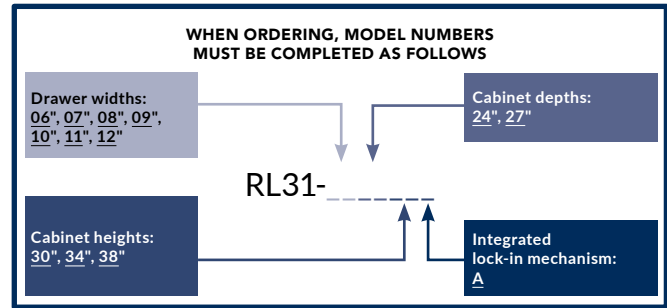 WHEN ORDERING, MODEL NUMBERS
MUST BE COMPLETED AS FOLLOWS
Drawer widths:
06", 07", 08", 09",
10", 11", 12"
Cabinet depths:
24", 27"
RL31-_ _ _ _ _ _ _
Cabinet heights:
30", 34", 38"
Integrated
lock-in mechanism:
A